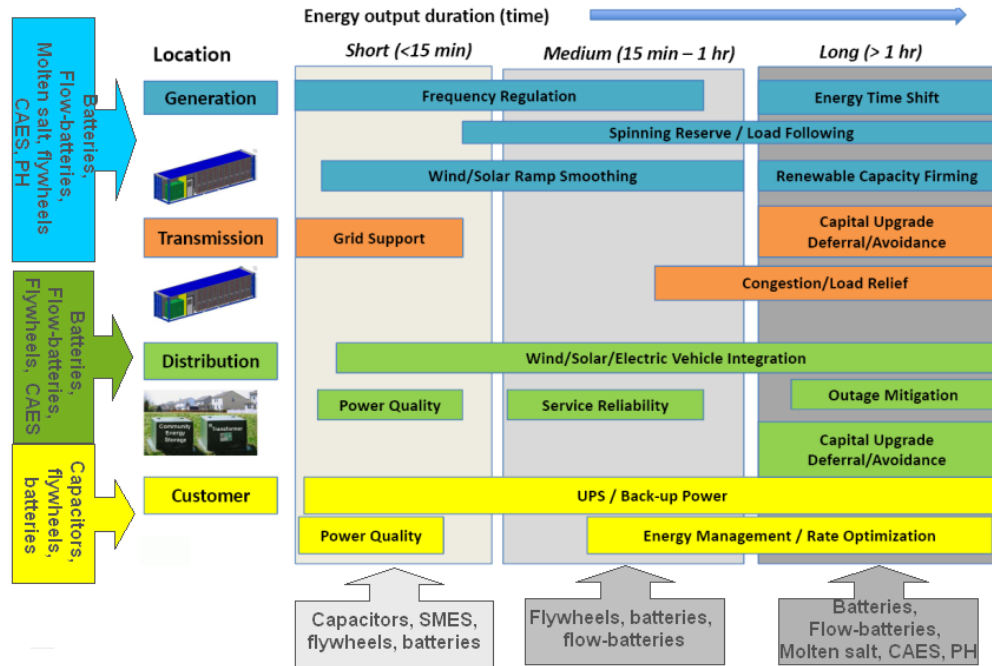 Energy output duration (time)
Location
Short (<15 min)
Medium (15 min – 1 hr)
Long (> 1 hr)
Batteries,
Flow-batteries,
Molten salt, flywheels
CAES, PH
Generation
Frequency Regulation
Energy Time Shift
Spinning Reserve / Load Following
Wind/Solar Ramp Smoothing
Renewable Capacity Firming
Transmission
Grid Support
Capital Upgrade
Deferral/Avoidance
Congestion/Load Relief
Batteries,
Flow-batteries,
Flywheels, CAES
Distribution
Wind/Solar/Electric Vehicle Integration
Power Quality
Service Reliability
Outage Mitigation
Community
Energy
Storage
Transformer
Capital Upgrade
Deferral/Avoidance
Capacitors,
flywheels,
batteries
Customer
UPS / Back-up Power
Power Quality
Energy Management / Rate Optimization
Capacitors, SMES,
flywheels, batteries
Flywheels, batteries,
flow-batteries
Batteries,
Flow-batteries,
Molten salt, CAES, PH